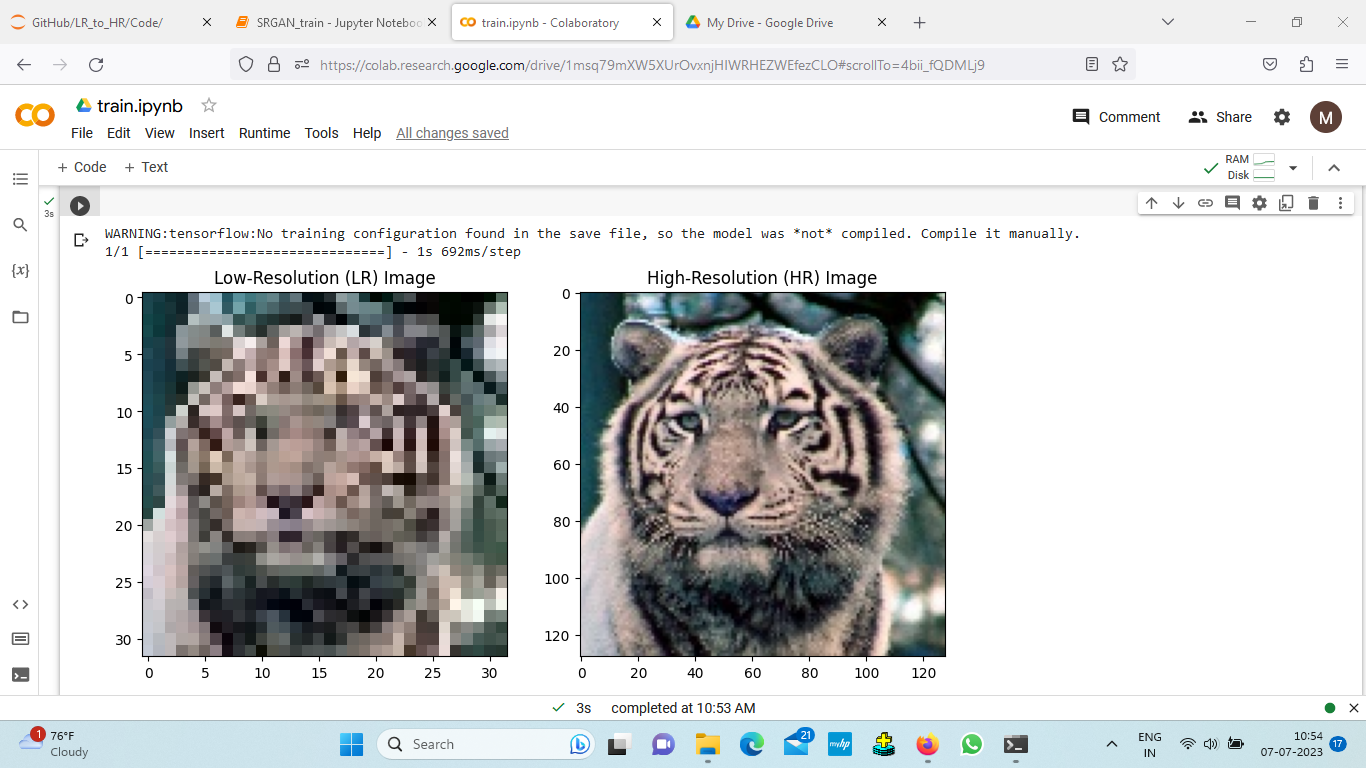 GitHub/LR_to_HR/Code/
SRGAN_train - Jupyter Noteboo
train.ipynb - Colaboratory
My Drive - Google Drive
https://colab.research.google.com/drive/1msq79mXW5XUrOvxnjHIWRHEZWEfezCLO#scrollTo=4bii_fQDMLj9
train.ipynb
Comment
Share
M
File Edit View Insert Runtime Tools Help All changes saved
+ Code + Text
RAM
Disk
3s
{x}
WARNING:tensorflow:No training configuration found in the save file, so the model was *not* compiled. Compile it manually.
1/1 [==============================] - 1s 692ms/step
Low-Resolution (LR) Image
High-Resolution (HR) Image
0
5
10
15
20
25
30
0 5 10 15 20 25 30
0
20
40
60
80
100
120
0 20 40 60 80 100 120
3s completed at 10:53 AM
1
76°F
Cloudy
Search
21
myhp
ENG
IN
10:54
07-07-2023
17